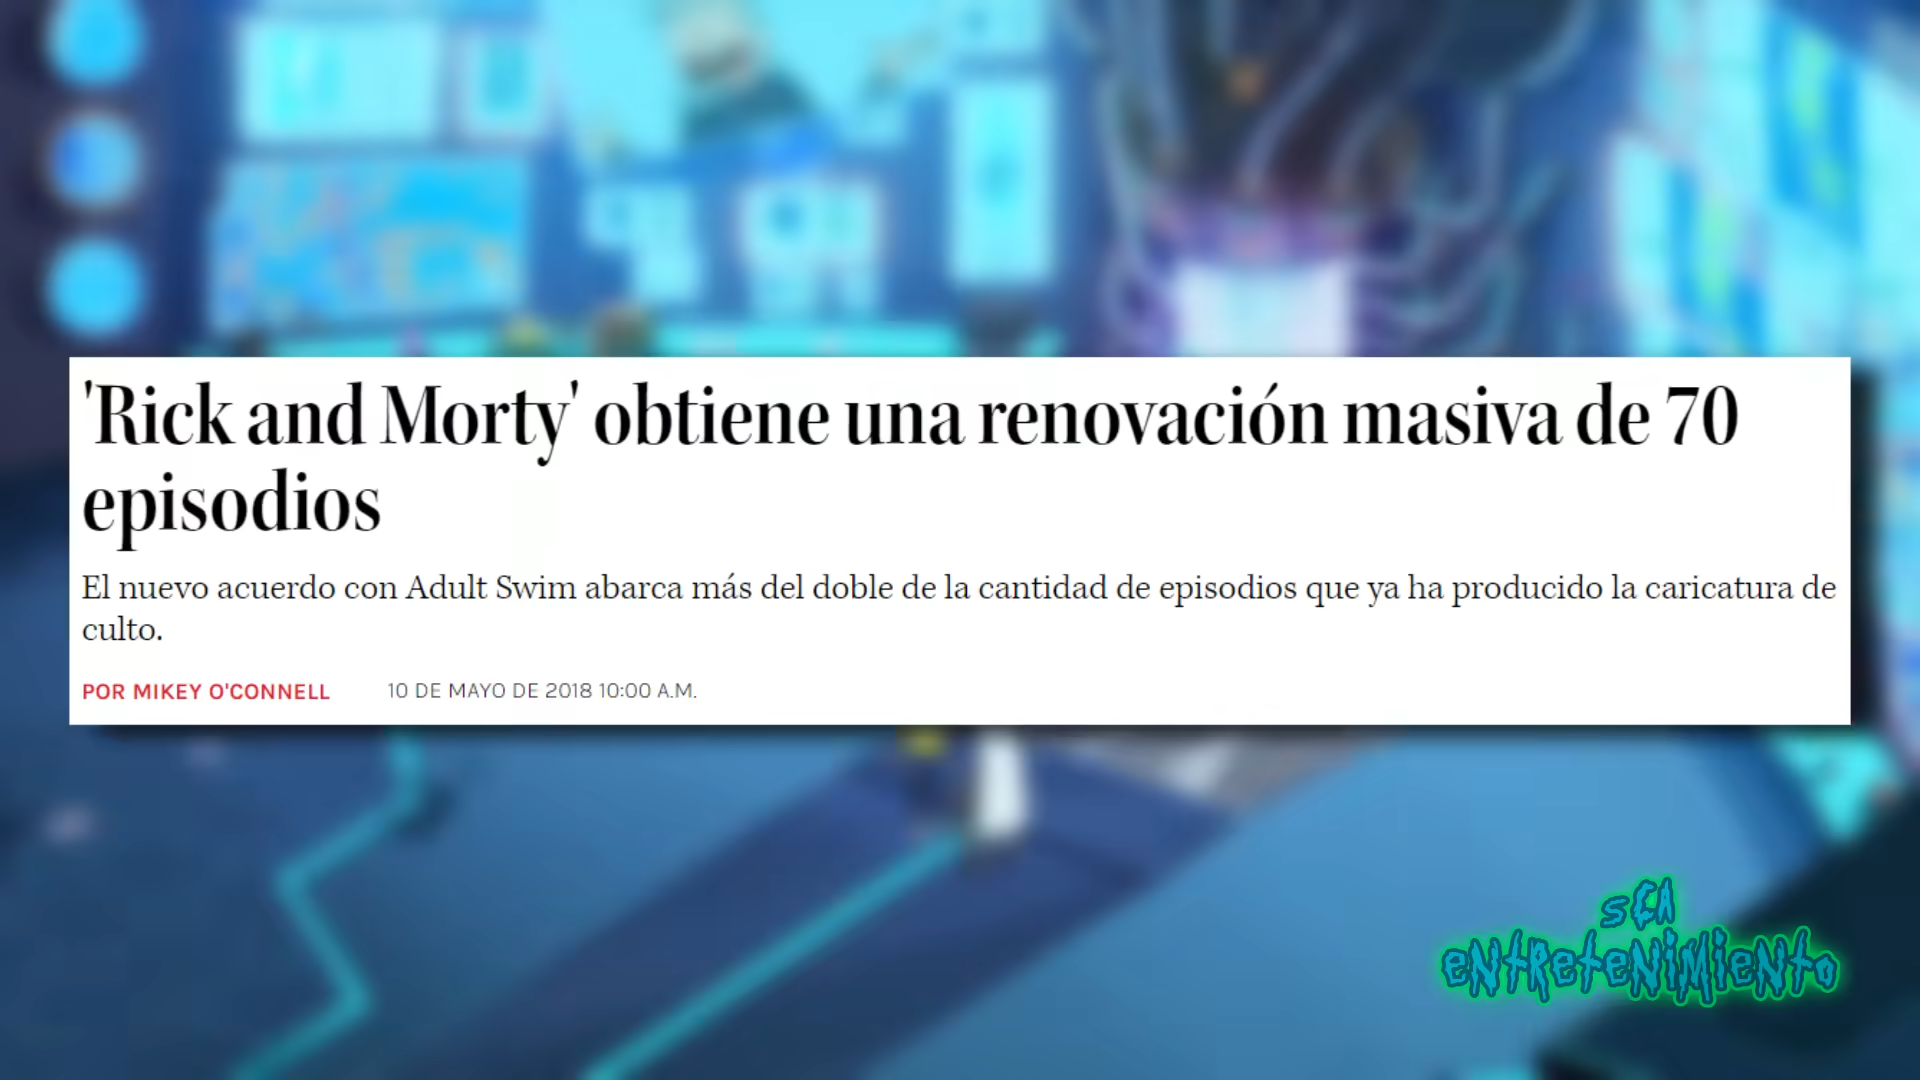 'Rick and Morty' obtiene una renovación masiva de 70
episodios
El nuevo acuerdo con Adult Swim abarca más del doble de la cantidad de episodios que ya ha producido la caricatura de
culto.
POR MIKEY O'CONNELL 10 DE MAYO DE 2018 10:00 A.M.
SCA
eNtReteNiMieNto